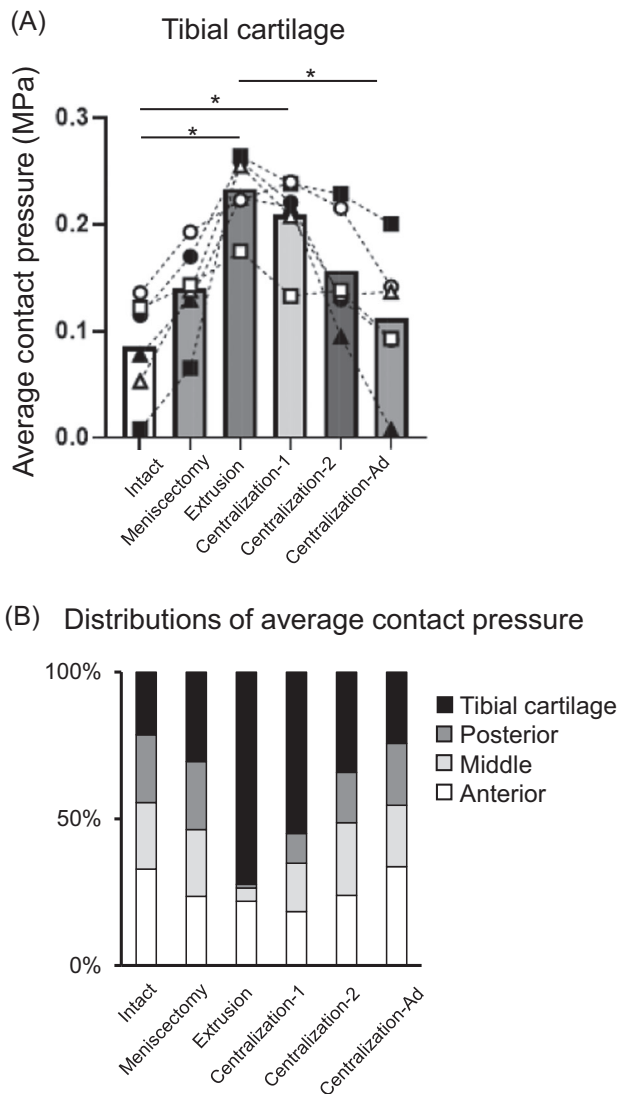 (A)
Tibial cartilage
Average contact pressure (MPa)
0.3
0.2
0.1
0.0
*
*
*
Intact
Meniscectomy
Extrusion
Centralization-1
Centralization-2
Centralization-Ad
(B) Distributions of average contact pressure
100%
50%
0%
Tibial cartilage
Posterior
Middle
Anterior
Intact
Meniscectomy
Extrusion
Centralization-1
Centralization-2
Centralization-Ad